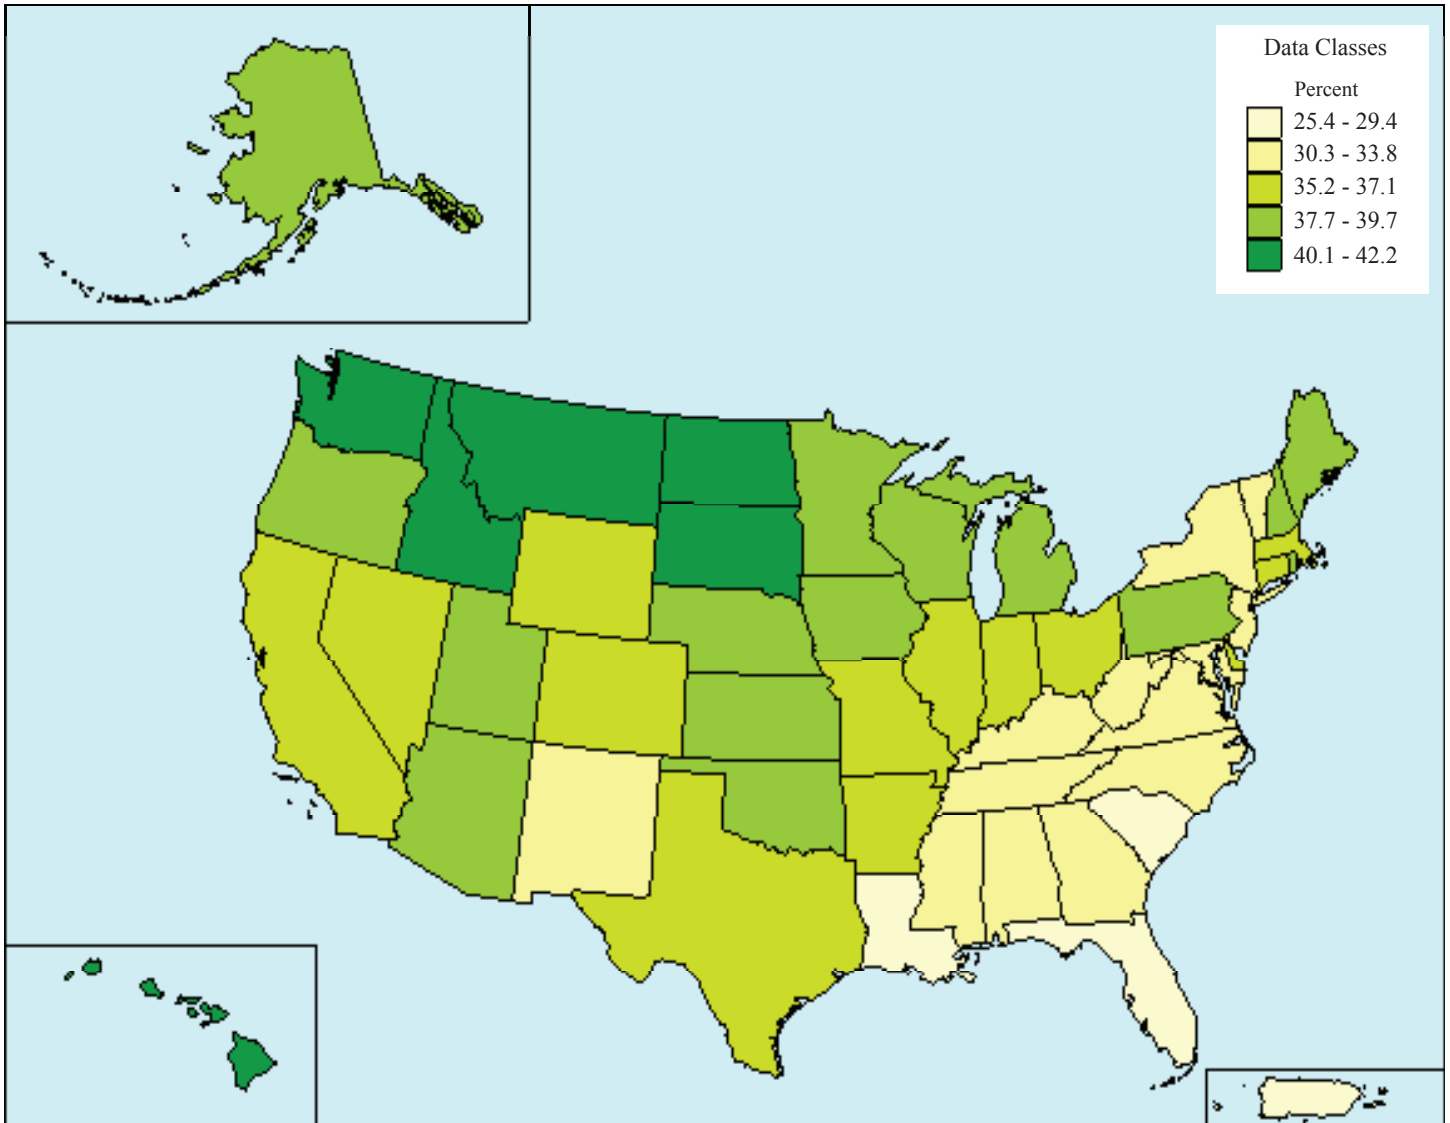 Data Classes
Percent
25.4 - 29.4
30.3 - 33.8
35.2 - 37.1
37.7 - 39.7
40.1 - 42.2